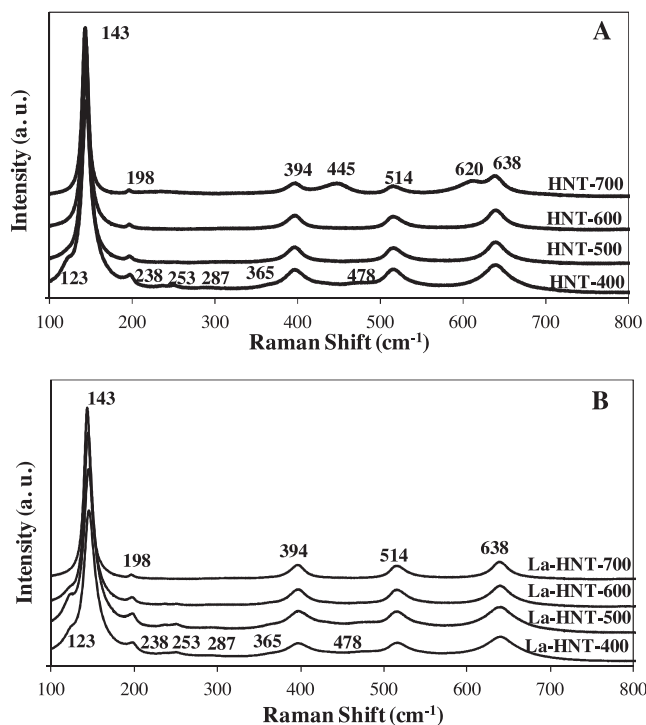 A
143
Intensity (a. u.)
198
394
445
514
620
638
HNT-700
HNT-600
HNT-500
HNT-400
123
238
253
287
365
478
100
200
300
400
500
600
700
800
Raman Shift (cm⁻¹)
B
143
Intensity (a. u.)
198
394
514
638
La-HNT-700
La-HNT-600
La-HNT-500
La-HNT-400
123
238
253
287
365
478
100
200
300
400
500
600
700
800
Raman Shift (cm⁻¹)